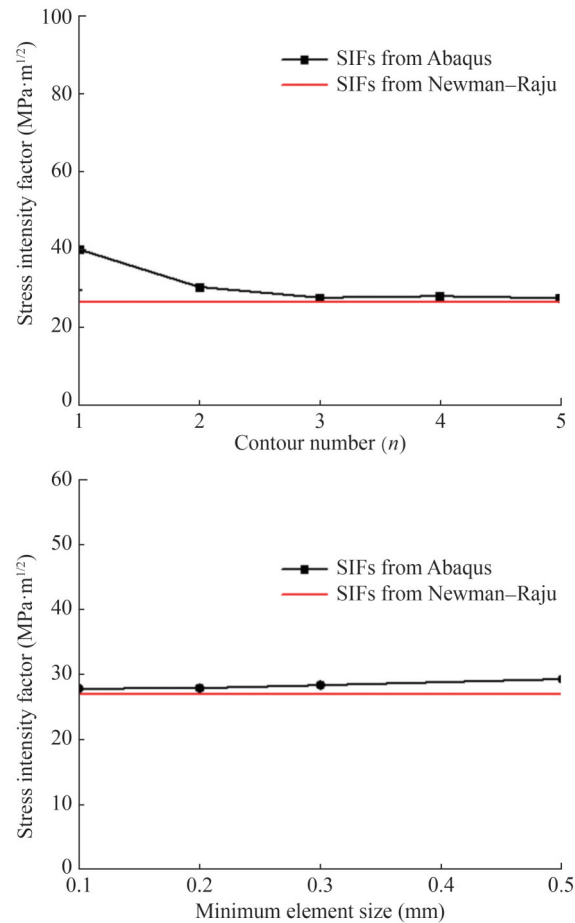 100
80
60
40
20
0
Stress intensity factor (MPa·m^1/2)
SIFs from Abaqus
SIFs from Newman–Raju
1 2 3 4 5
Contour number (n)
60
50
40
30
20
10
0
Stress intensity factor (MPa·m^1/2)
SIFs from Abaqus
SIFs from Newman–Raju
0.1 0.2 0.3 0.4 0.5
Minimum element size (mm)